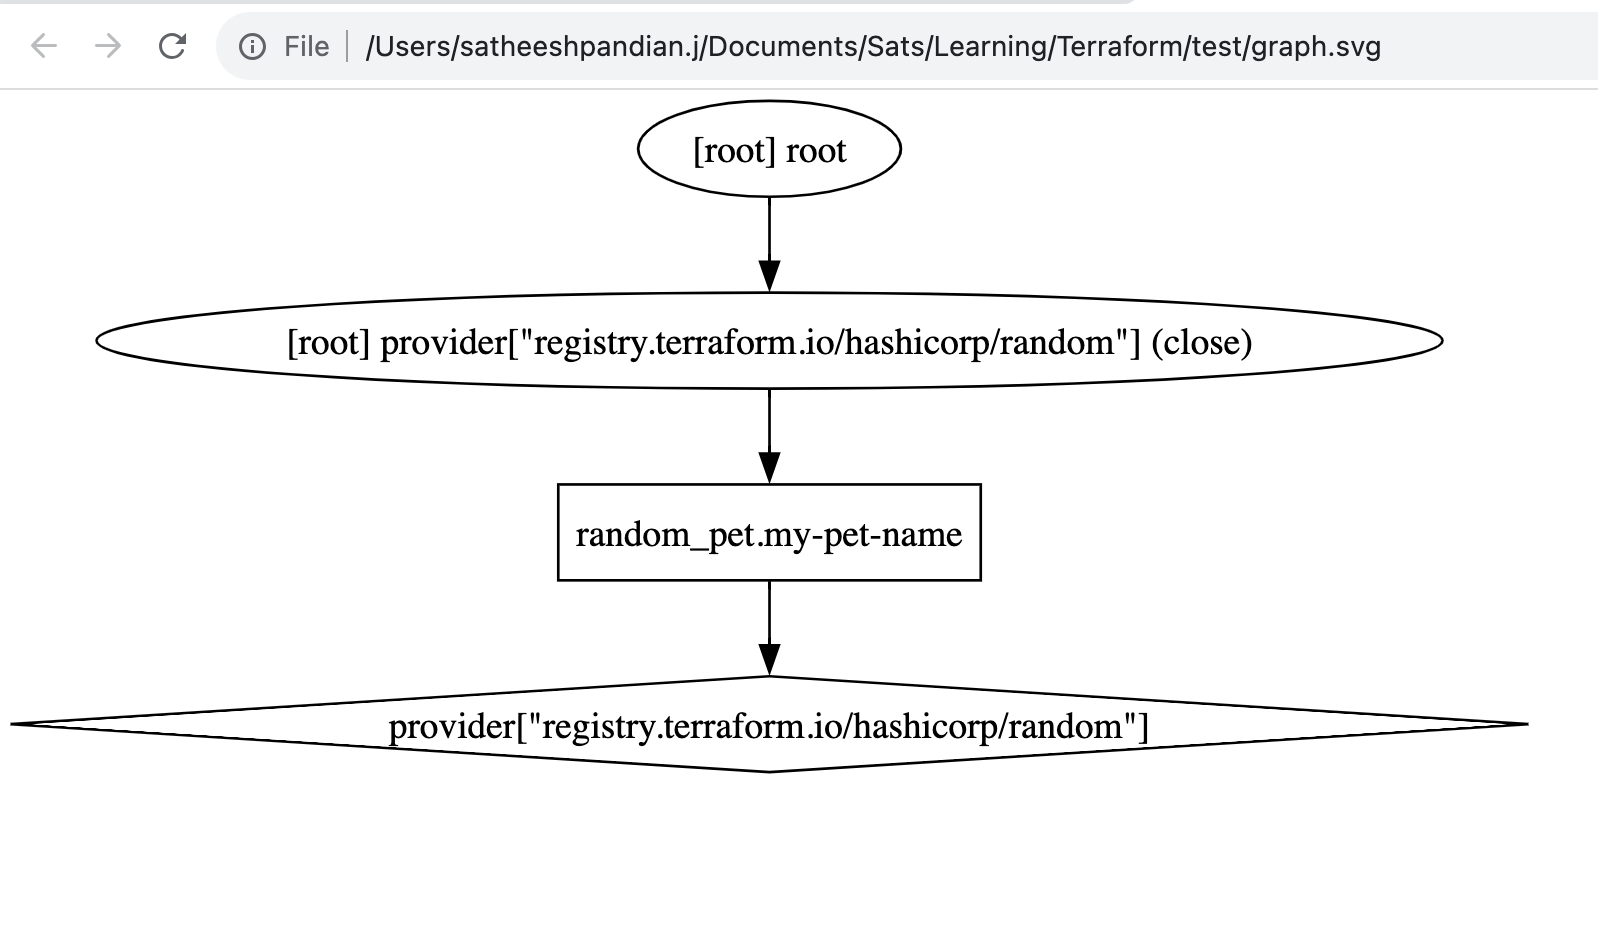 File /Users/satheeshpandian.j/Documents/Sats/Learning/Terraform/test/graph.svg
[root] root
[root] provider["registry.terraform.io/hashicorp/random"] (close)
random_pet.my-pet-name
provider["registry.terraform.io/hashicorp/random"]